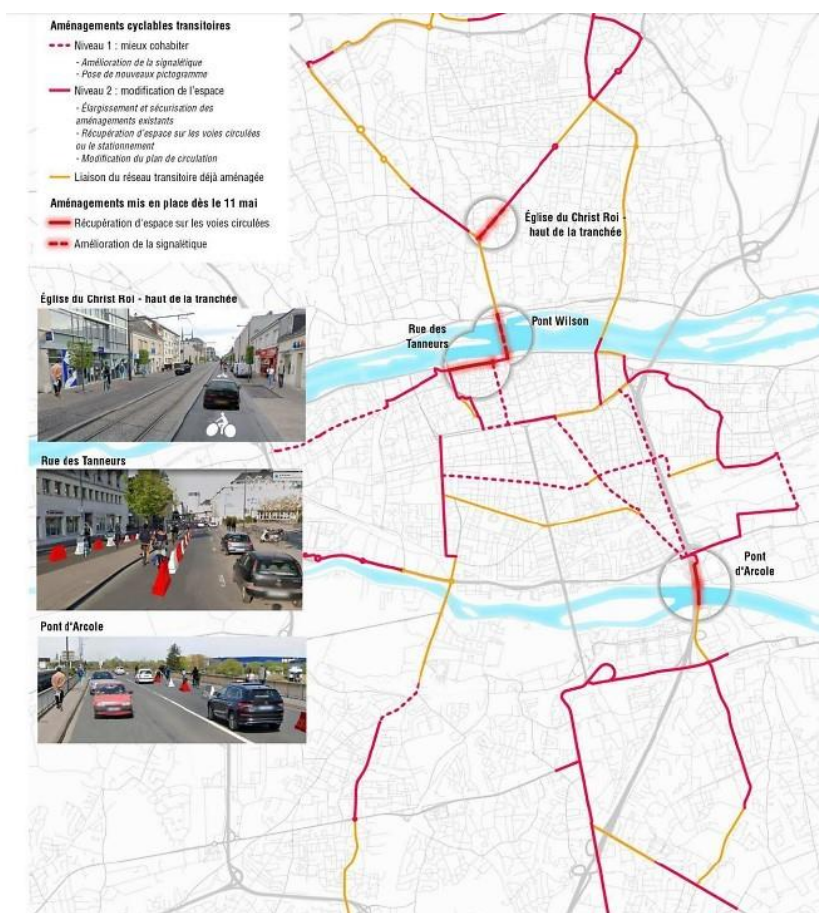 Aménagements cyclables transitoires
Niveau 1 : mieux cohabiter
- Amélioration de la signalétique
- Pose de nouveaux pictogramme
Niveau 2 : modification de l'espace
- Élargissement et sécurisation des
aménagements existants
- Récupération d'espace sur les voies circulées
ou le stationnement
- Modification du plan de circulation
Liaison du réseau transitoire déjà aménagée
Aménagements mis en place dès le 11 mai
Récupération d'espace sur les voies circulées
Amélioration de la signalétique
Église du Christ Roi -
haut de la tranchée
Pont Wilson
Rue des
Tanneurs
Pont
d'Arcole
Église du Christ Roi - haut de la tranchée
Rue des Tanneurs
Pont d'Arcole